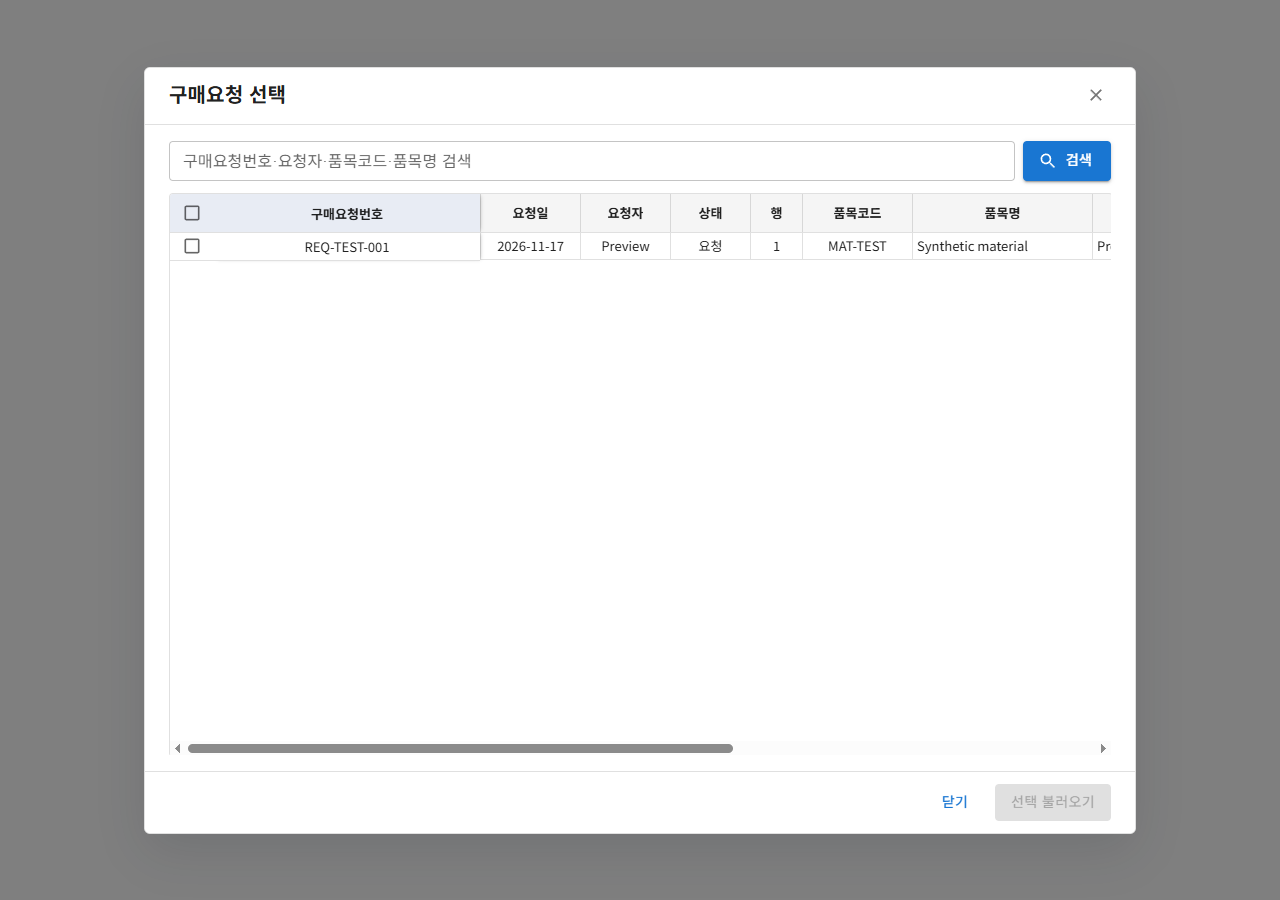 구매요청 선택
구매요청번호·요청자·품목코드·품목명 검색
검색
구매요청번호 요청일 요청자 상태 행 품목코드 품목명
REQ-TEST-001 2026-11-17 Preview 요청 1 MAT-TEST Synthetic material
닫기 선택 불러오기